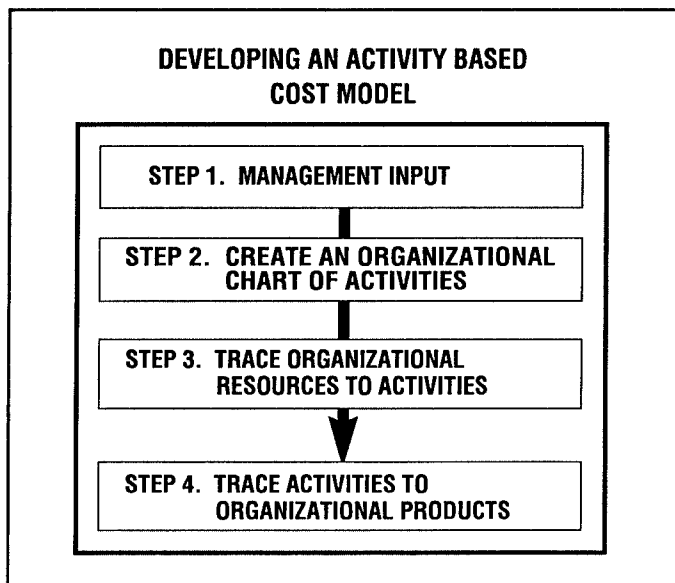 DEVELOPING AN ACTIVITY BASED
COST MODEL
STEP 1. MANAGEMENT INPUT
STEP 2. CREATE AN ORGANIZATIONAL
CHART OF ACTIVITIES
STEP 3. TRACE ORGANIZATIONAL
RESOURCES TO ACTIVITIES
STEP 4. TRACE ACTIVITIES TO
ORGANIZATIONAL PRODUCTS